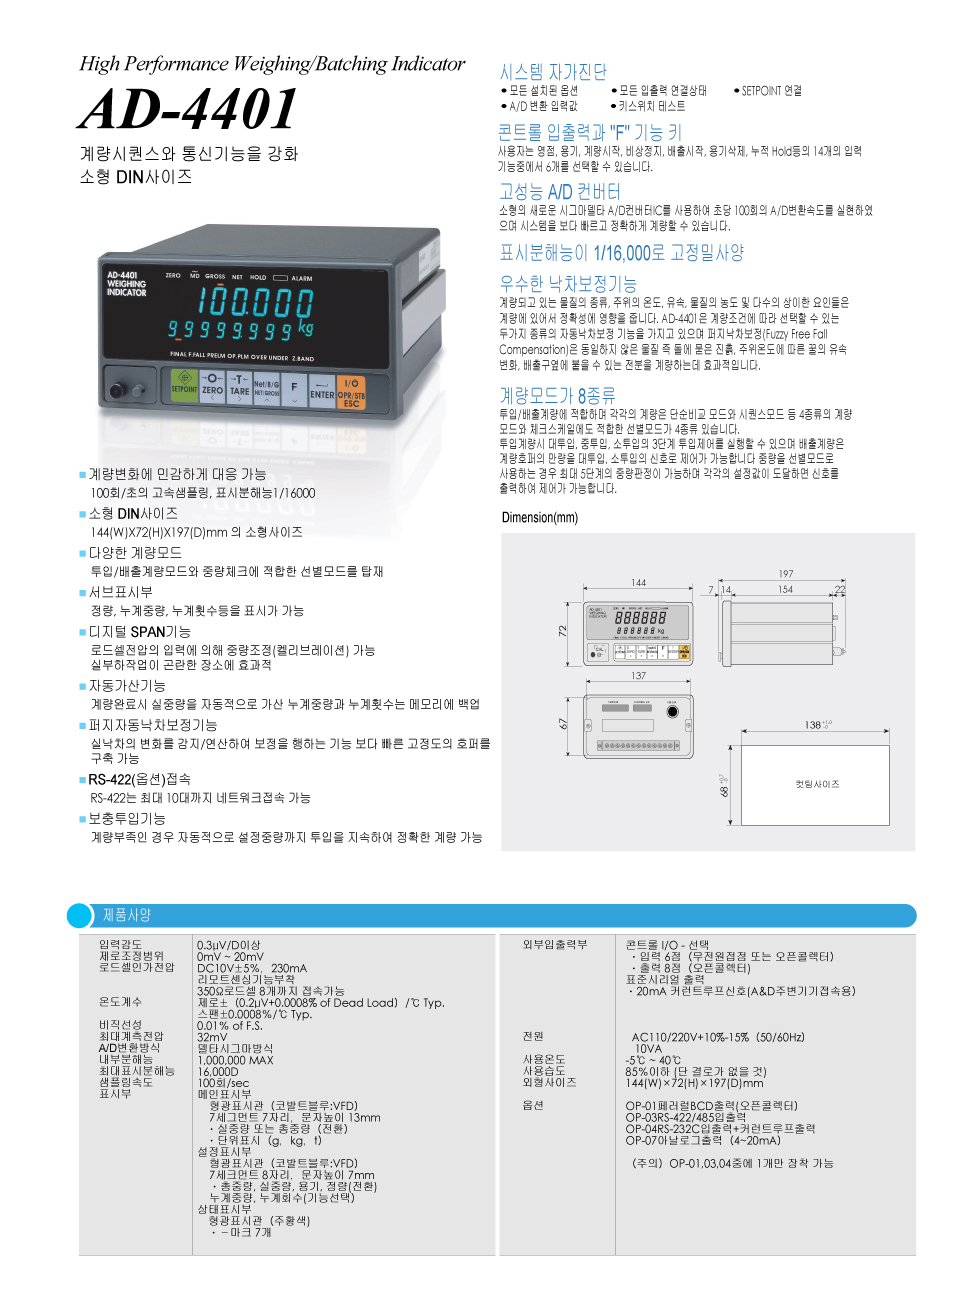 High Performance Weighing/Batching Indicator
AD-4401
계량시퀀스와 통신기능을 강화
소형 DIN사이즈
AD-4401
WEIGHING
INDICATOR
ZERO MD GROSS NET HOLD ALARM
100.000
99999.999 kg
FINAL F.FALL PRELM OP.PLM OVER UNDER Z.BAND
SETPOINT
→O← ZERO
→T← TARE
Net/B/G NET/GROSS
F
ENTER
I/⏻ OPR/STB ESC
■ 계량변화에 민감하게 대응 가능
100회/초의 고속샘플링, 표시분해능1/16000
■ 소형 DIN사이즈
144(W)X72(H)X197(D)mm 의 소형사이즈
■ 다양한 계량모드
투입/배출계량모드와 중량체크에 적합한 선별모드를 탑재
■ 서브표시부
정량, 누계중량, 누계횟수등을 표시가 가능
■ 디지털 SPAN기능
로드셀전압의 입력에 의해 중량조정(켈리브레이션) 가능
실부하작업이 곤란한 장소에 효과적
■ 자동가산기능
계량완료시 실중량을 자동적으로 가산 누계중량과 누계횟수는 메모리에 백업
■ 퍼지자동낙차보정기능
실낙차의 변화를 감지/연산하여 보정을 행하는 기능 보다 빠른 고정도의 호퍼를
구축 가능
■ RS-422(옵션)접속
RS-422는 최대 10대까지 네트워크접속 가능
■ 보충투입기능
계량부족인 경우 자동적으로 설정중량까지 투입을 지속하여 정확한 계량 가능
시스템 자가진단
● 모든 설치된 옵션 ● 모든 입출력 연결상태 ● SETPOINT 연결
● A/D 변환 입력값 ● 키스위치 테스트
콘트롤 입출력과 "F" 기능 키
사용자는 영점, 용기, 계량시작, 비상정지, 배출시작, 용기삭제, 누적 Hold등의 14개의 입력
기능중에서 6개를 선택할 수 있습니다.
고성능 A/D 컨버터
소형의 새로운 시그마델타 A/D컨버터IC를 사용하여 초당 100회의 A/D변환속도를 실현하였
으며 시스템을 보다 빠르고 정확하게 계량할 수 있습니다.
표시분해능이 1/16,000로 고정밀사양
우수한 낙차보정기능
계량되고 있는 물질의 종류, 주위의 온도, 유속, 물질의 농도 및 다수의 상이한 요인들은
계량에 있어서 정확성에 영향을 줍니다. AD-4401은 계량조건에 따라 선택할 수 있는
두가지 종류의 자동낙차보정 기능을 가지고 있으며 퍼지낙차보정(Fuzzy Free Fall
Compensation)은 동일하지 않은 물질 즉 돌에 묻은 진흙, 주위온도에 따른 꿀의 유속
변화, 배출구옆에 붙을 수 있는 전분을 계량하는데 효과적입니다.
계량모드가 8종류
투입/배출계량에 적합하며 각각의 계량은 단순비교 모드와 시퀀스모드 등 4종류의 계량
모드와 체크스케일에도 적합한 선별모드가 4종류 있습니다.
투입계량시 대투입, 중투입, 소투입의 3단계 투입제어를 실행할 수 있으며 배출계량은
계량호퍼의 만량을 대투입, 소투입의 신호로 제어가 가능합니다 중량을 선별모드로
사용하는 경우 최대 5단계의 중량판정이 가능하며 각각의 설정값이 도달하면 신호를
출력하여 제어가 가능합니다.
Dimension(mm)
144
197
7 14 154 22
72
137
67
138 +1.0 -0
68 +0.7 -0
컷팅사이즈
제품사양
입력감도 0.3μV/D이상
제로조정범위 0mV ~ 20mV
로드셀인가전압 DC10V±5%, 230mA
리모트센싱기능부착
350Ω로드셀 8개까지 접속가능
온도계수 제로± (0.2μV+0.0008% of Dead Load) /℃ Typ.
스팬±0.0008%/℃ Typ.
비직선성 0.01% of F.S.
최대계측전압 32mV
A/D변환방식 델타시그마방식
내부분해능 1,000,000 MAX
최대표시분해능 16,000D
샘플링속도 100회/sec
표시부 메인표시부
형광표시관 (코발트블루:VFD)
7세그먼트 7자리, 문자높이 13mm
· 실중량 또는 총중량 (전환)
· 단위표시 (g, kg, t)
설정표시부
형광표시관 (코발트블루:VFD)
7세크먼트 8자리, 문자높이 7mm
· 총중량, 실중량, 용기, 정량(전환)
누계중량, 누계회수(기능선택)
상태표시부
형광표시관 (주황색)
· －마크 7개
외부입출력부 콘트롤 I/O - 선택
· 입력 6점 (무전원접점 또는 오픈콜렉터)
· 출력 8점 (오픈콜렉터)
표준시리얼 출력
· 20mA 커런트루프신호(A&D주변기기접속용)
전원 AC110/220V+10%-15% (50/60Hz)
10VA
사용온도 -5℃ ~ 40℃
사용습도 85%이하 (단 결로가 없을 것)
외형사이즈 144(W)×72(H)×197(D)mm
옵션 OP-01페러럴BCD출력(오픈콜렉터)
OP-03RS-422/485입출력
OP-04RS-232C입출력+커런트루프출력
OP-07아날로그출력 (4~20mA)
(주의) OP-01,03,04중에 1개만 장착 가능